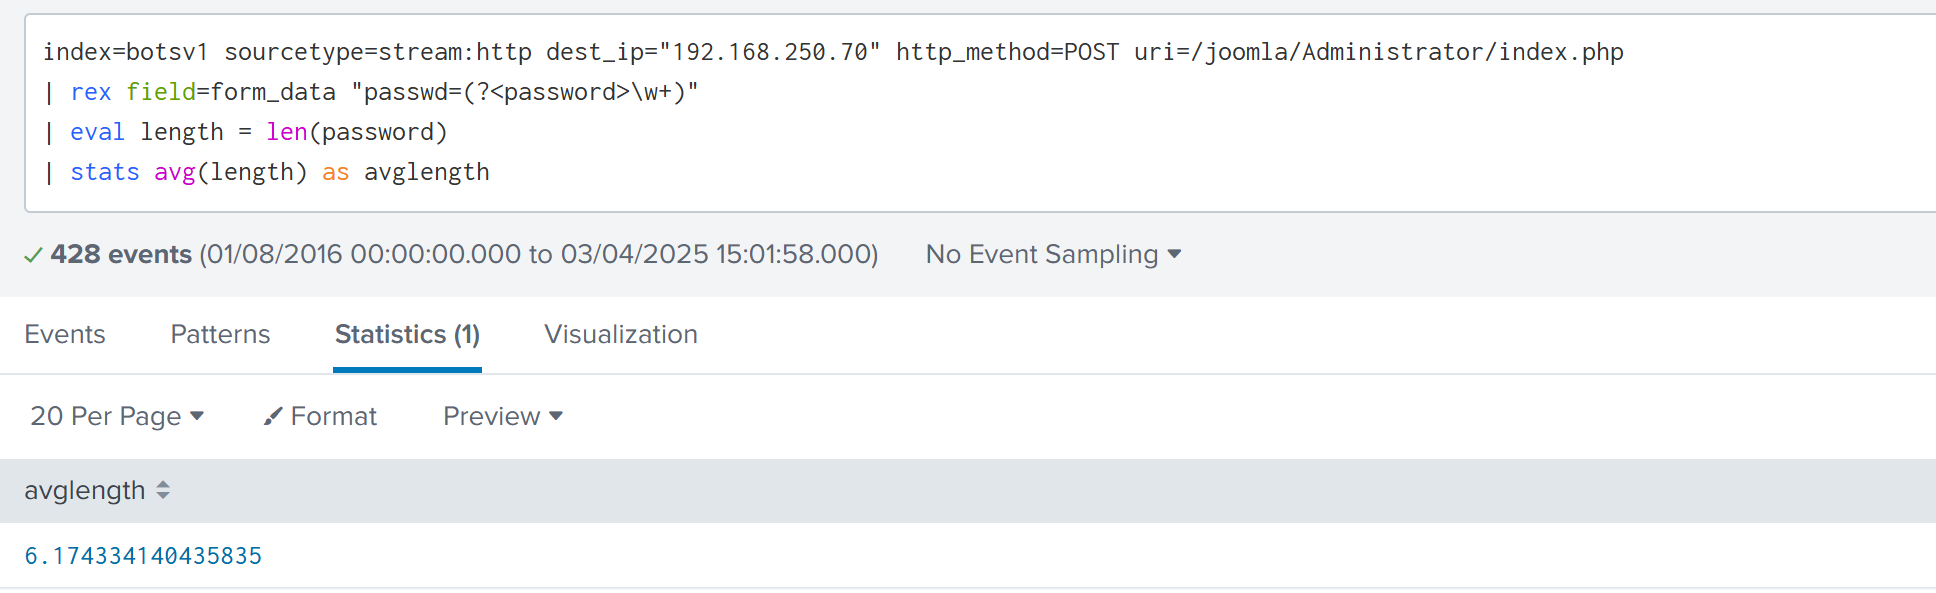 index=botsv1 sourcetype=stream:http dest_ip="192.168.250.70" http_method=POST uri=/joomla/Administrator/index.php
| rex field=form_data "passwd=(?<password>\w+)"
| eval length = len(password)
| stats avg(length) as avglength
428 events (01/08/2016 00:00:00.000 to 03/04/2025 15:01:58.000) No Event Sampling
Events Patterns Statistics (1) Visualization
20 Per Page Format Preview
avglength
6.174334140435835